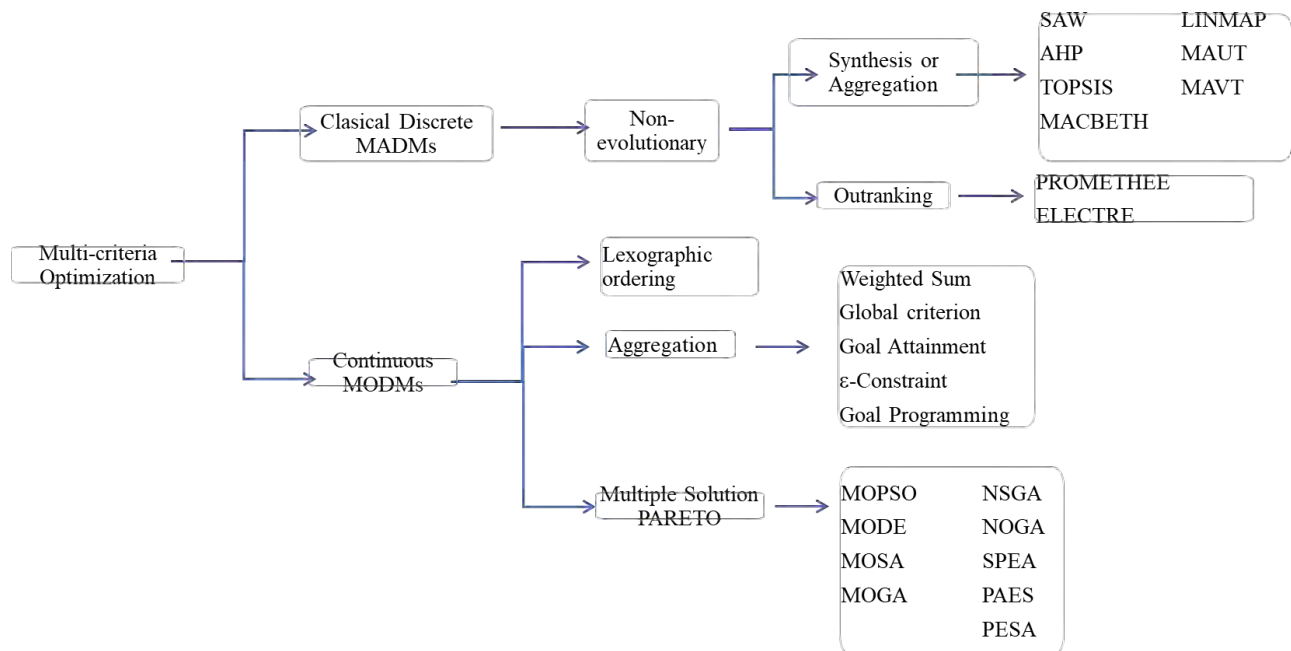 Multi-criteria
Optimization
Clasical Discrete
MADMs
Non-
evolutionary
Synthesis or
Aggregation
SAW LINMAP
AHP MAUT
TOPSIS MAVT
MACBETH
Outranking
PROMETHEE
ELECTRE
Continuous
MODMs
Lexographic
ordering
Aggregation
Weighted Sum
Global criterion
Goal Attainment
ε-Constraint
Goal Programming
Multiple Solution
PARETO
MOPSO NSGA
MODE NOGA
MOSA SPEA
MOGA PAES
PESA